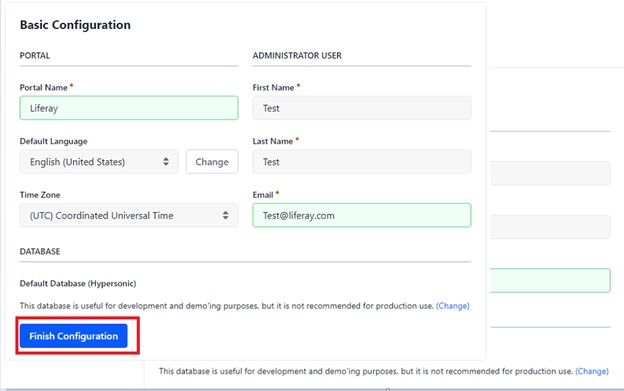 Basic Configuration
PORTAL
ADMINISTRATOR USER
Portal Name *
First Name *
Liferay
Test
Default Language
Last Name *
English (United States)
Change
Test
Time Zone
Email *
(UTC) Coordinated Universal Time
Test@liferay.com
DATABASE
Default Database (Hypersonic)
This database is useful for development and demo'ing purposes, but it is not recommended for production use. (Change)
Finish Configuration
This database is useful for development and demo'ing purposes, but it is not recommended for production use. (Change)